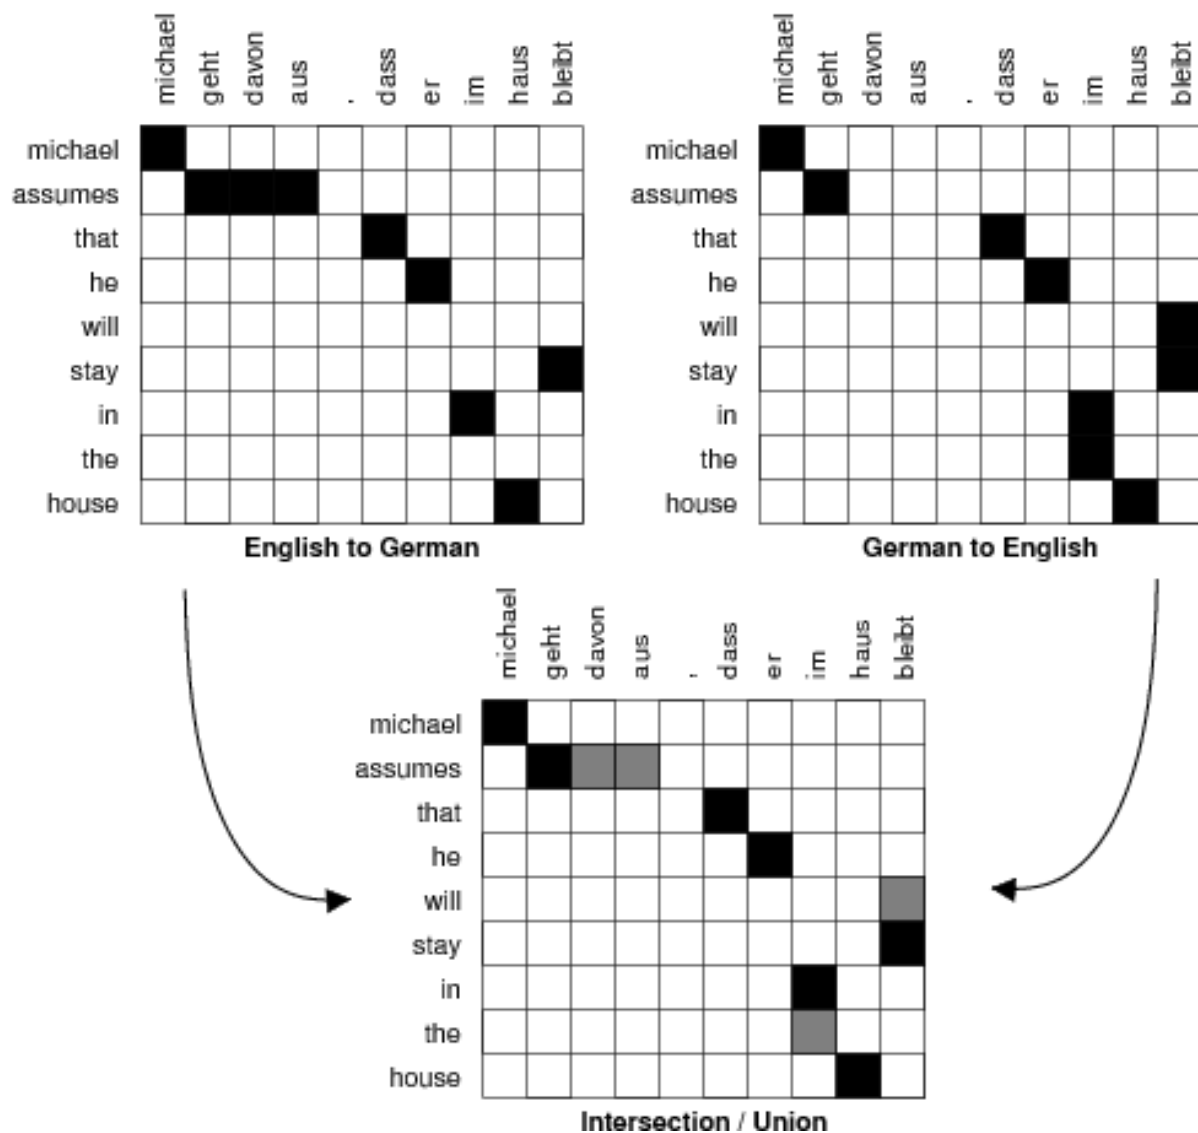 michael geht davon aus , dass er im haus bleibt
michael
assumes
that
he
will
stay
in
the
house
English to German
michael geht davon aus , dass er im haus bleibt
michael
assumes
that
he
will
stay
in
the
house
German to English
michael geht davon aus , dass er im haus bleibt
michael
assumes
that
he
will
stay
in
the
house
Intersection / Union